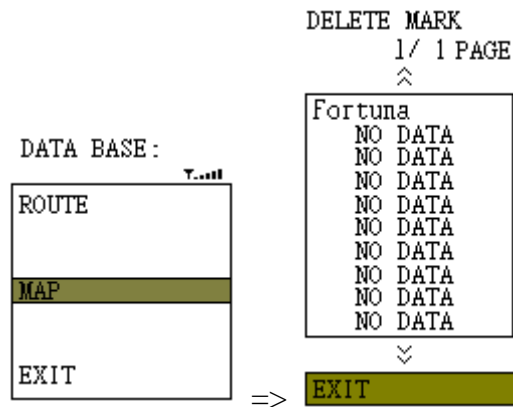 DATA BASE:
ROUTE
MAP
EXIT
=>
DELETE MARK
1/ 1 PAGE
Fortuna
NO DATA
NO DATA
NO DATA
NO DATA
NO DATA
NO DATA
NO DATA
NO DATA
NO DATA
EXIT